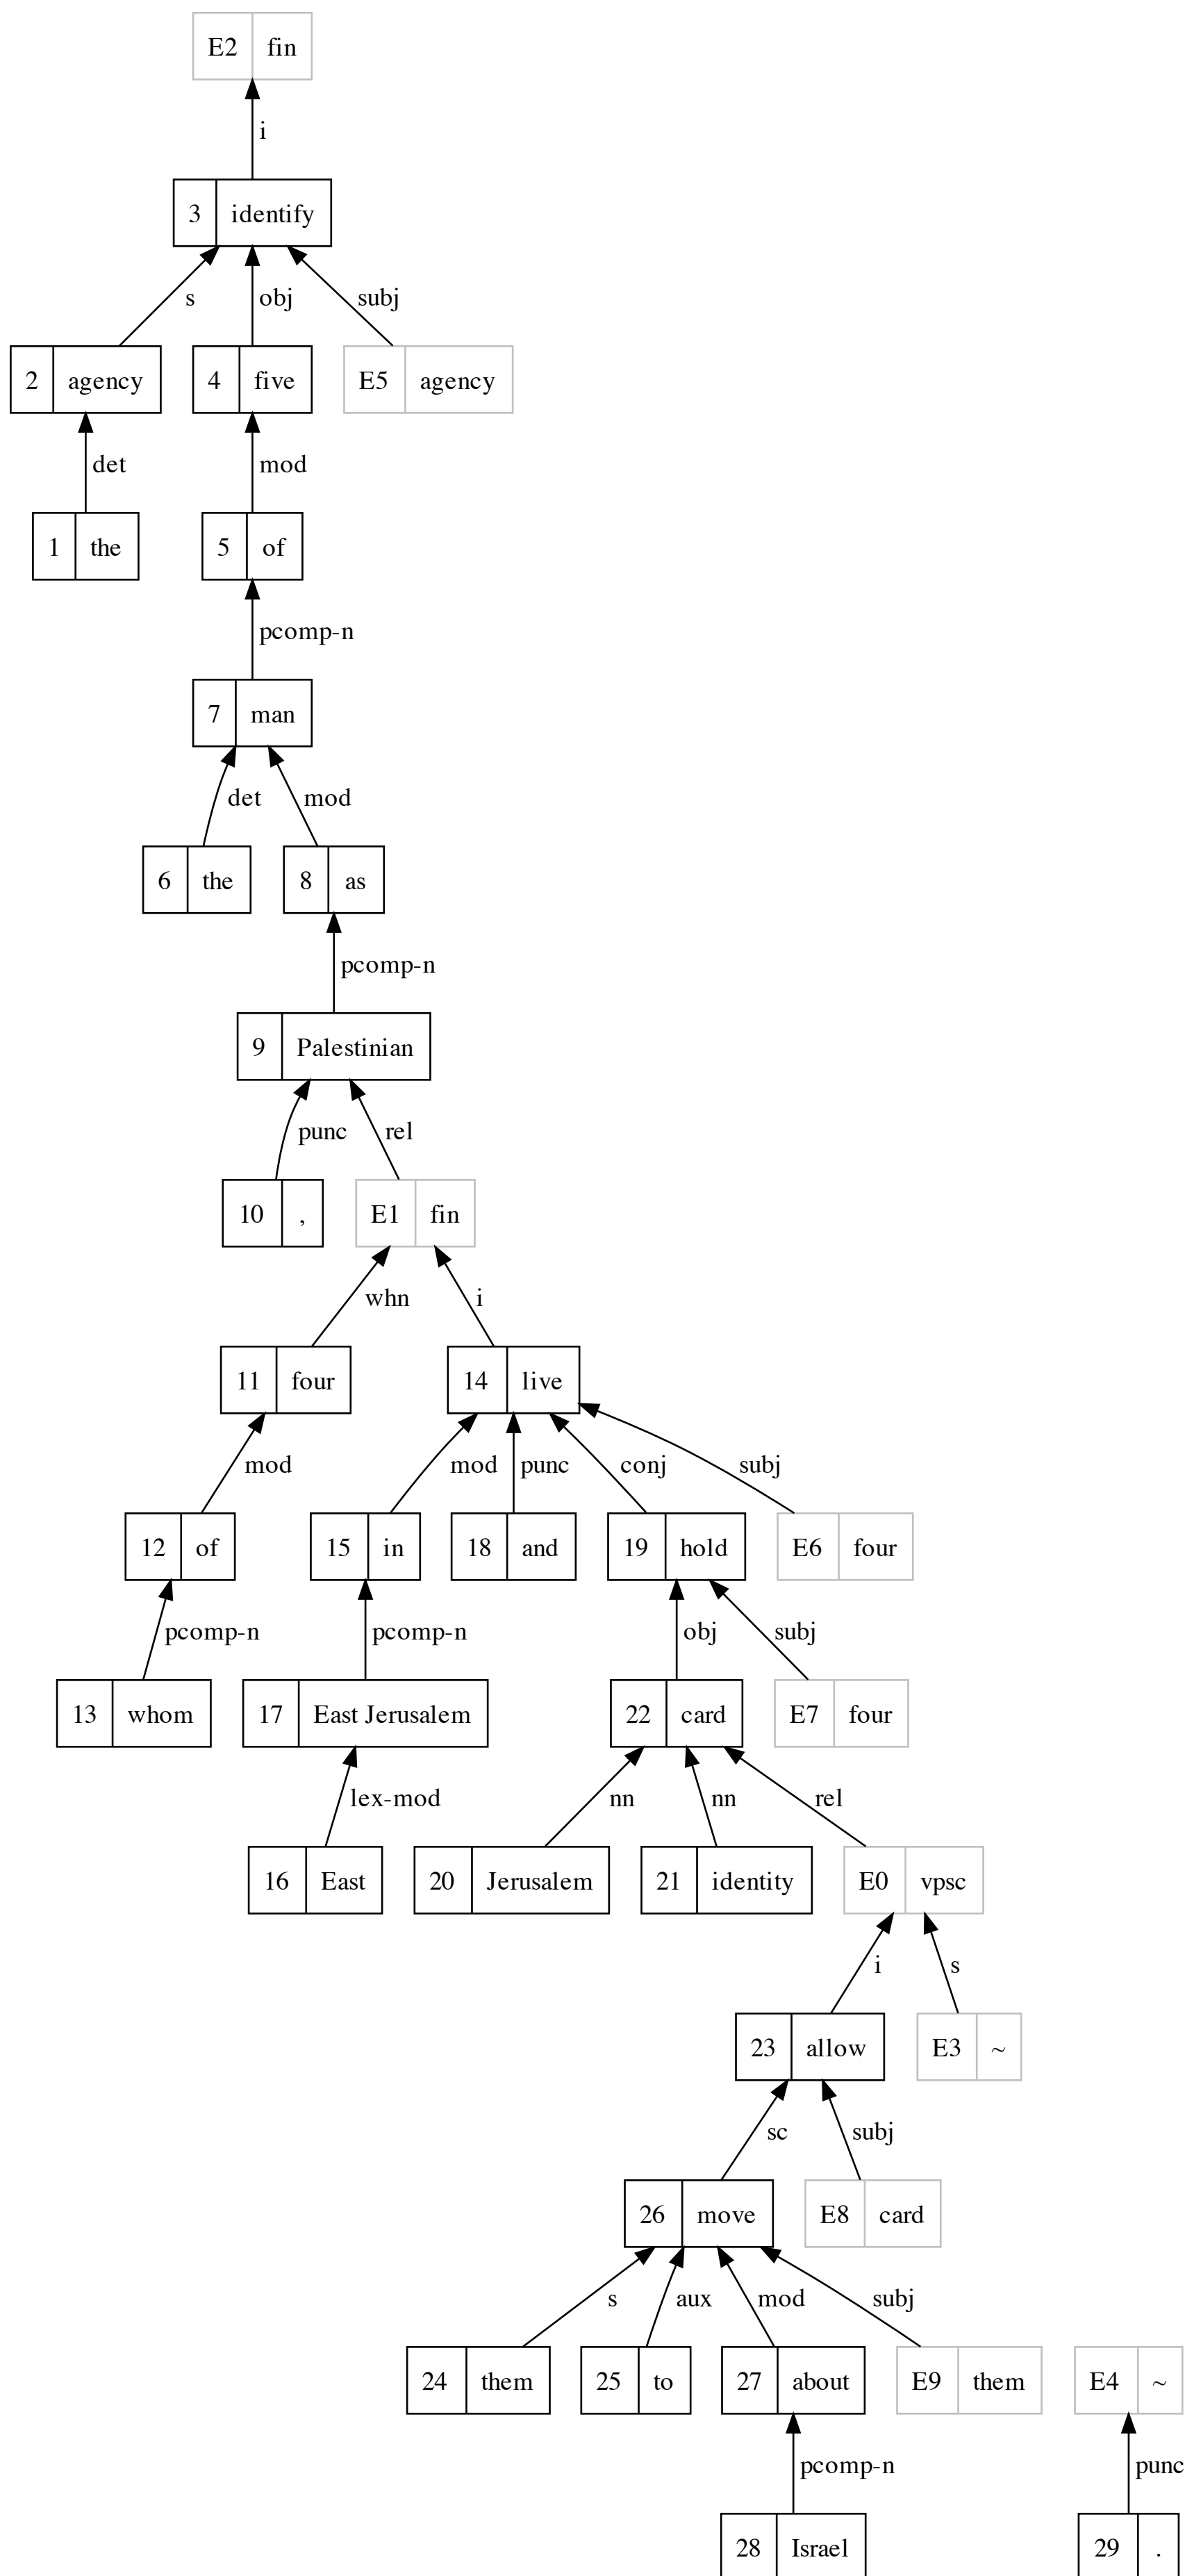 E2 fin
i
3 identify
s obj subj
2 agency 4 five E5 agency
det mod
1 the 5 of
pcomp-n
7 man
det mod
6 the 8 as
pcomp-n
9 Palestinian
punc rel
10 , E1 fin
whn i
11 four 14 live
mod mod punc conj subj
12 of 15 in 18 and 19 hold E6 four
pcomp-n pcomp-n obj subj
13 whom 17 East Jerusalem 22 card E7 four
lex-mod nn nn rel
16 East 20 Jerusalem 21 identity E0 vpsc
i s
23 allow E3 ~
sc subj
26 move E8 card
s aux mod subj
24 them 25 to 27 about E9 them E4 ~
pcomp-n punc
28 Israel 29 .